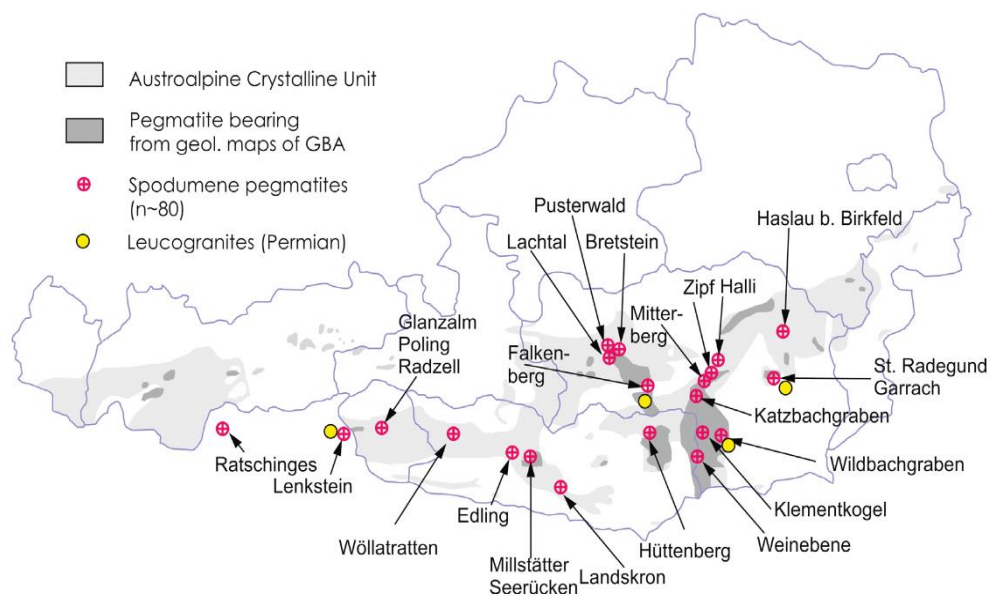 Austroalpine Crystalline Unit
Pegmatite bearing
from geol. maps of GBA
Spodumene pegmatites
(n~80)
Leucogranites (Permian)
Pusterwald
Lachtal
Bretstein
Haslau b. Birkfeld
Zipf
Halli
Mitter-
berg
Glanzalm
Poling
Radzell
Falken-
berg
St. Radegund
Garrach
Katzbachgraben
Ratschinges
Lenkstein
Wildbachgraben
Edling
Klementkogel
Wöllatratten
Hüttenberg
Weinebene
Millstätter
Seerücken
Landskron